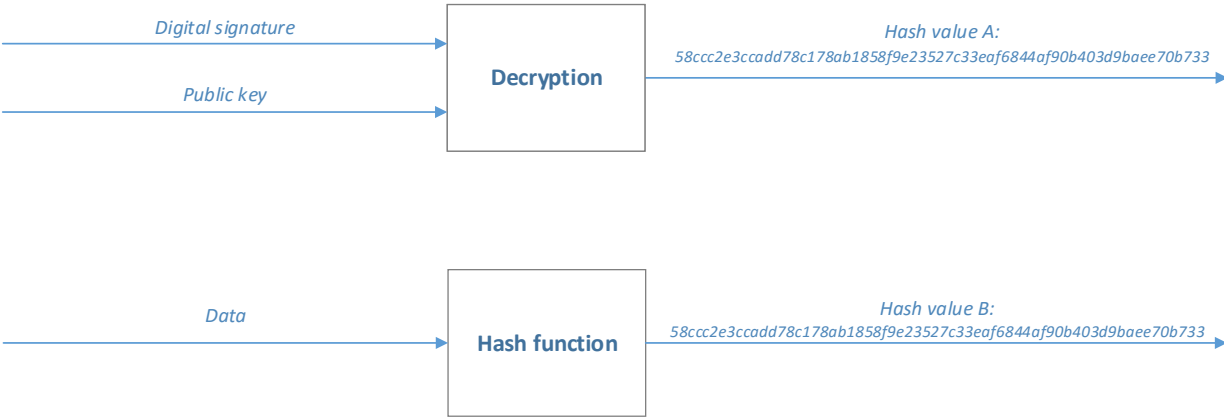 Digital signature
Public key
Decryption
Hash value A:
58ccc2e3ccadd78c178ab1858f9e23527c33eaf6844af90b403d9baee70b733
Data
Hash function
Hash value B:
58ccc2e3ccadd78c178ab1858f9e23527c33eaf6844af90b403d9baee70b733